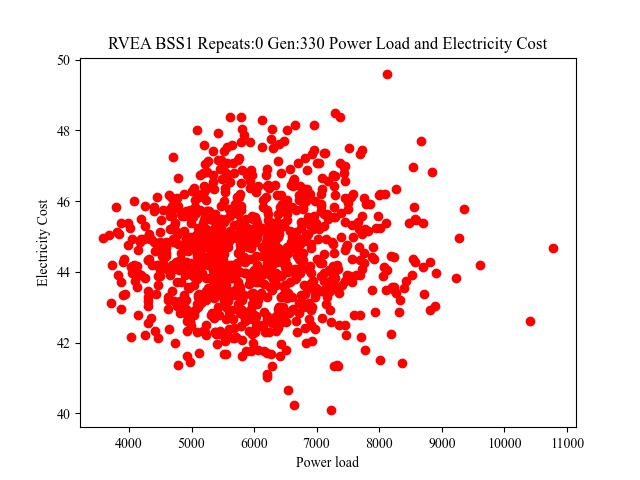 RVEA BSS1 Repeats:0 Gen:330 Power Load and Electricity Cost
50
48
46
44
42
40
Electricity Cost
4000 5000 6000 7000 8000 9000 10000 11000
Power load